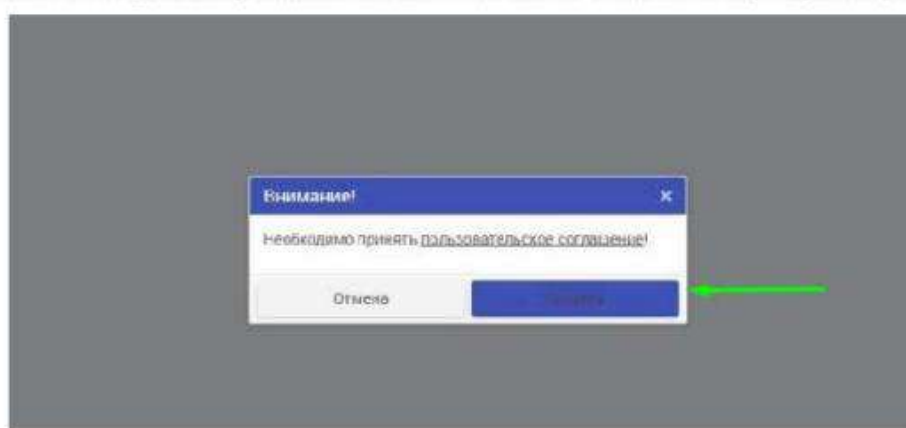 Внимание!
Необходимо принять пользовательское соглашение!
Отмена